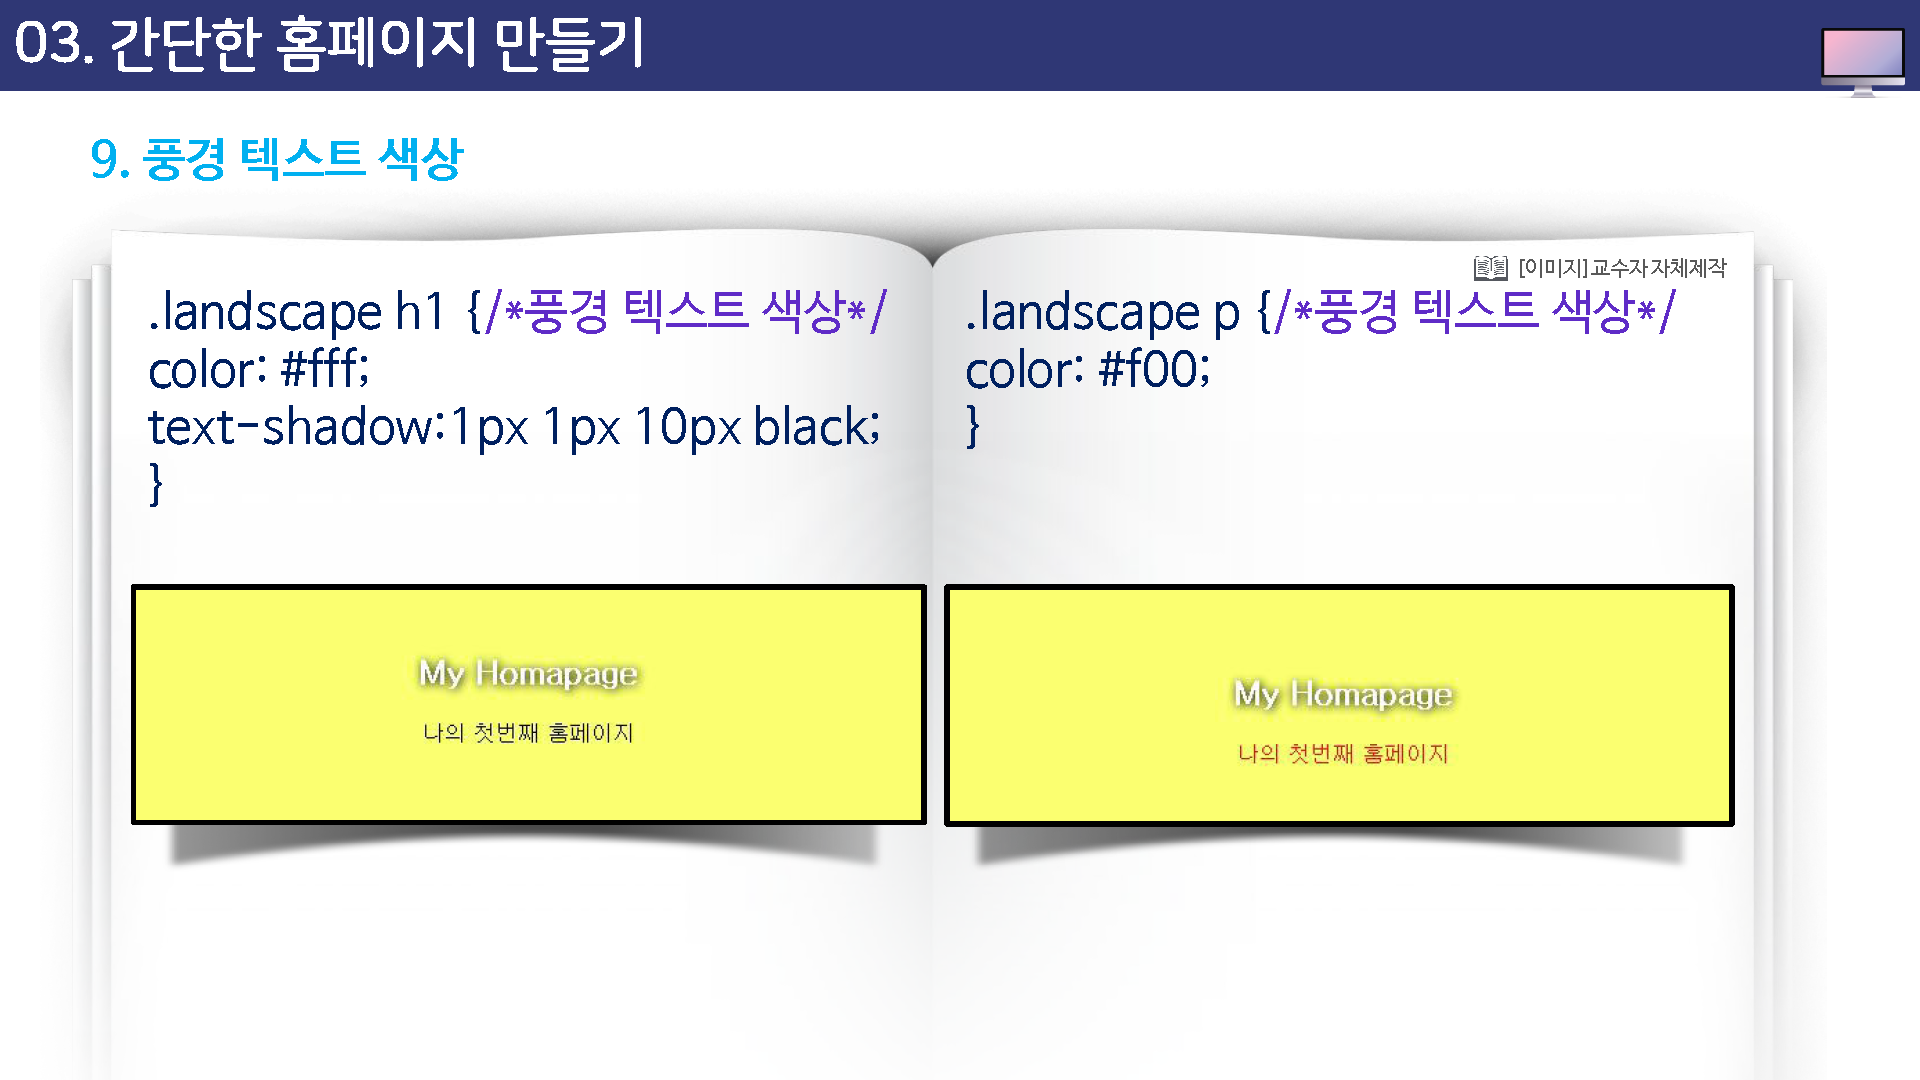 03. 간단한 홈페이지 만들기
9. 풍경 텍스트 색상
[이미지]교수자 자체제작
.landscape h1 {/*풍경 텍스트 색상*/
color: #fff;
text-shadow:1px 1px 10px black;
}
.landscape p {/*풍경 텍스트 색상*/
color: #f00;
}
My Homapage
나의 첫번째 홈페이지
My Homapage
나의 첫번째 홈페이지